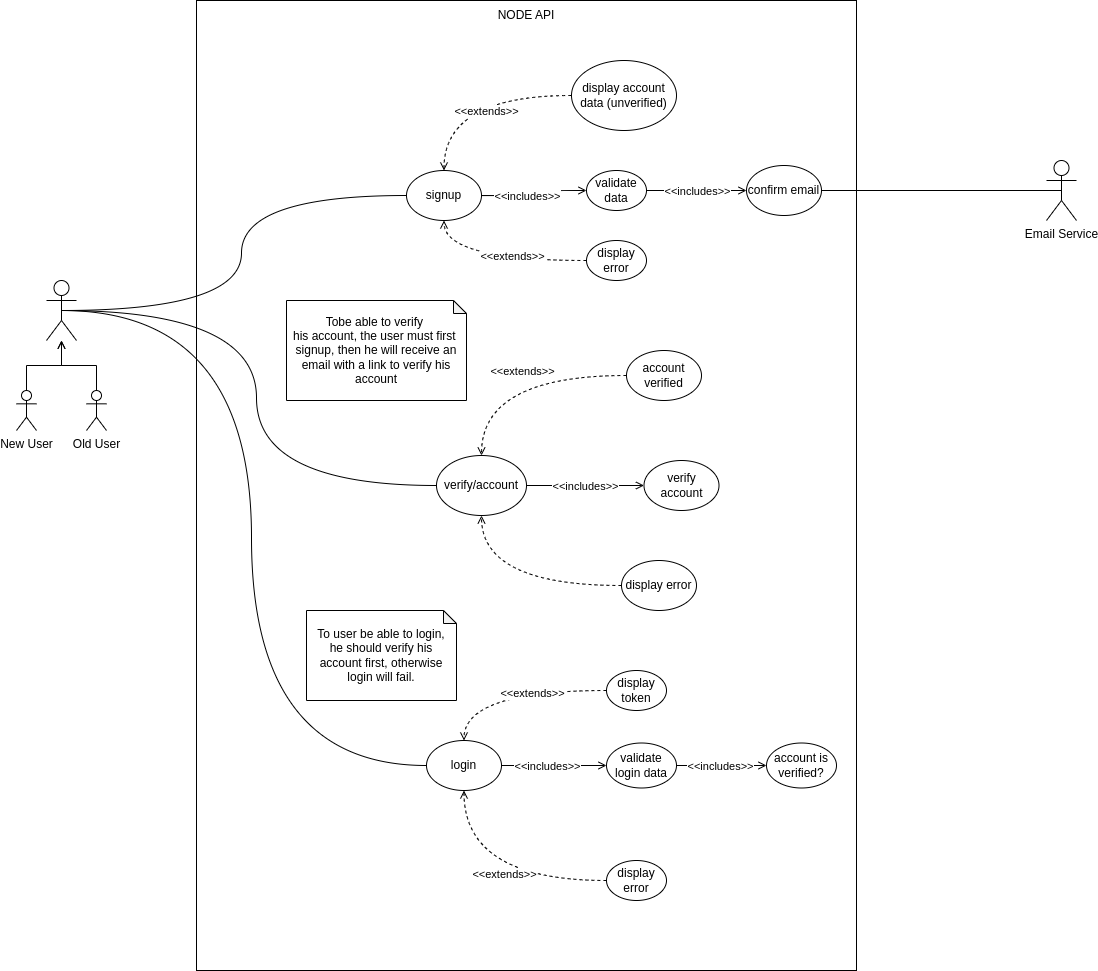 NODE API
display account
data (unverified)
<<extends>>
signup
<<includes>>
validate
data
<<includes>>
confirm email
Email Service
<<extends>>
display
error
Tobe able to verify
his account, the user must first
signup, then he will receive an
email with a link to verify his
account
<<extends>>
account
verified
New User
Old User
verify/account
<<includes>>
verify
account
display error
To user be able to login,
he should verify his
account first, otherwise
login will fail.
<<extends>>
display
token
login
<<includes>>
validate
login data
<<includes>>
account is
verified?
<<extends>>
display
error